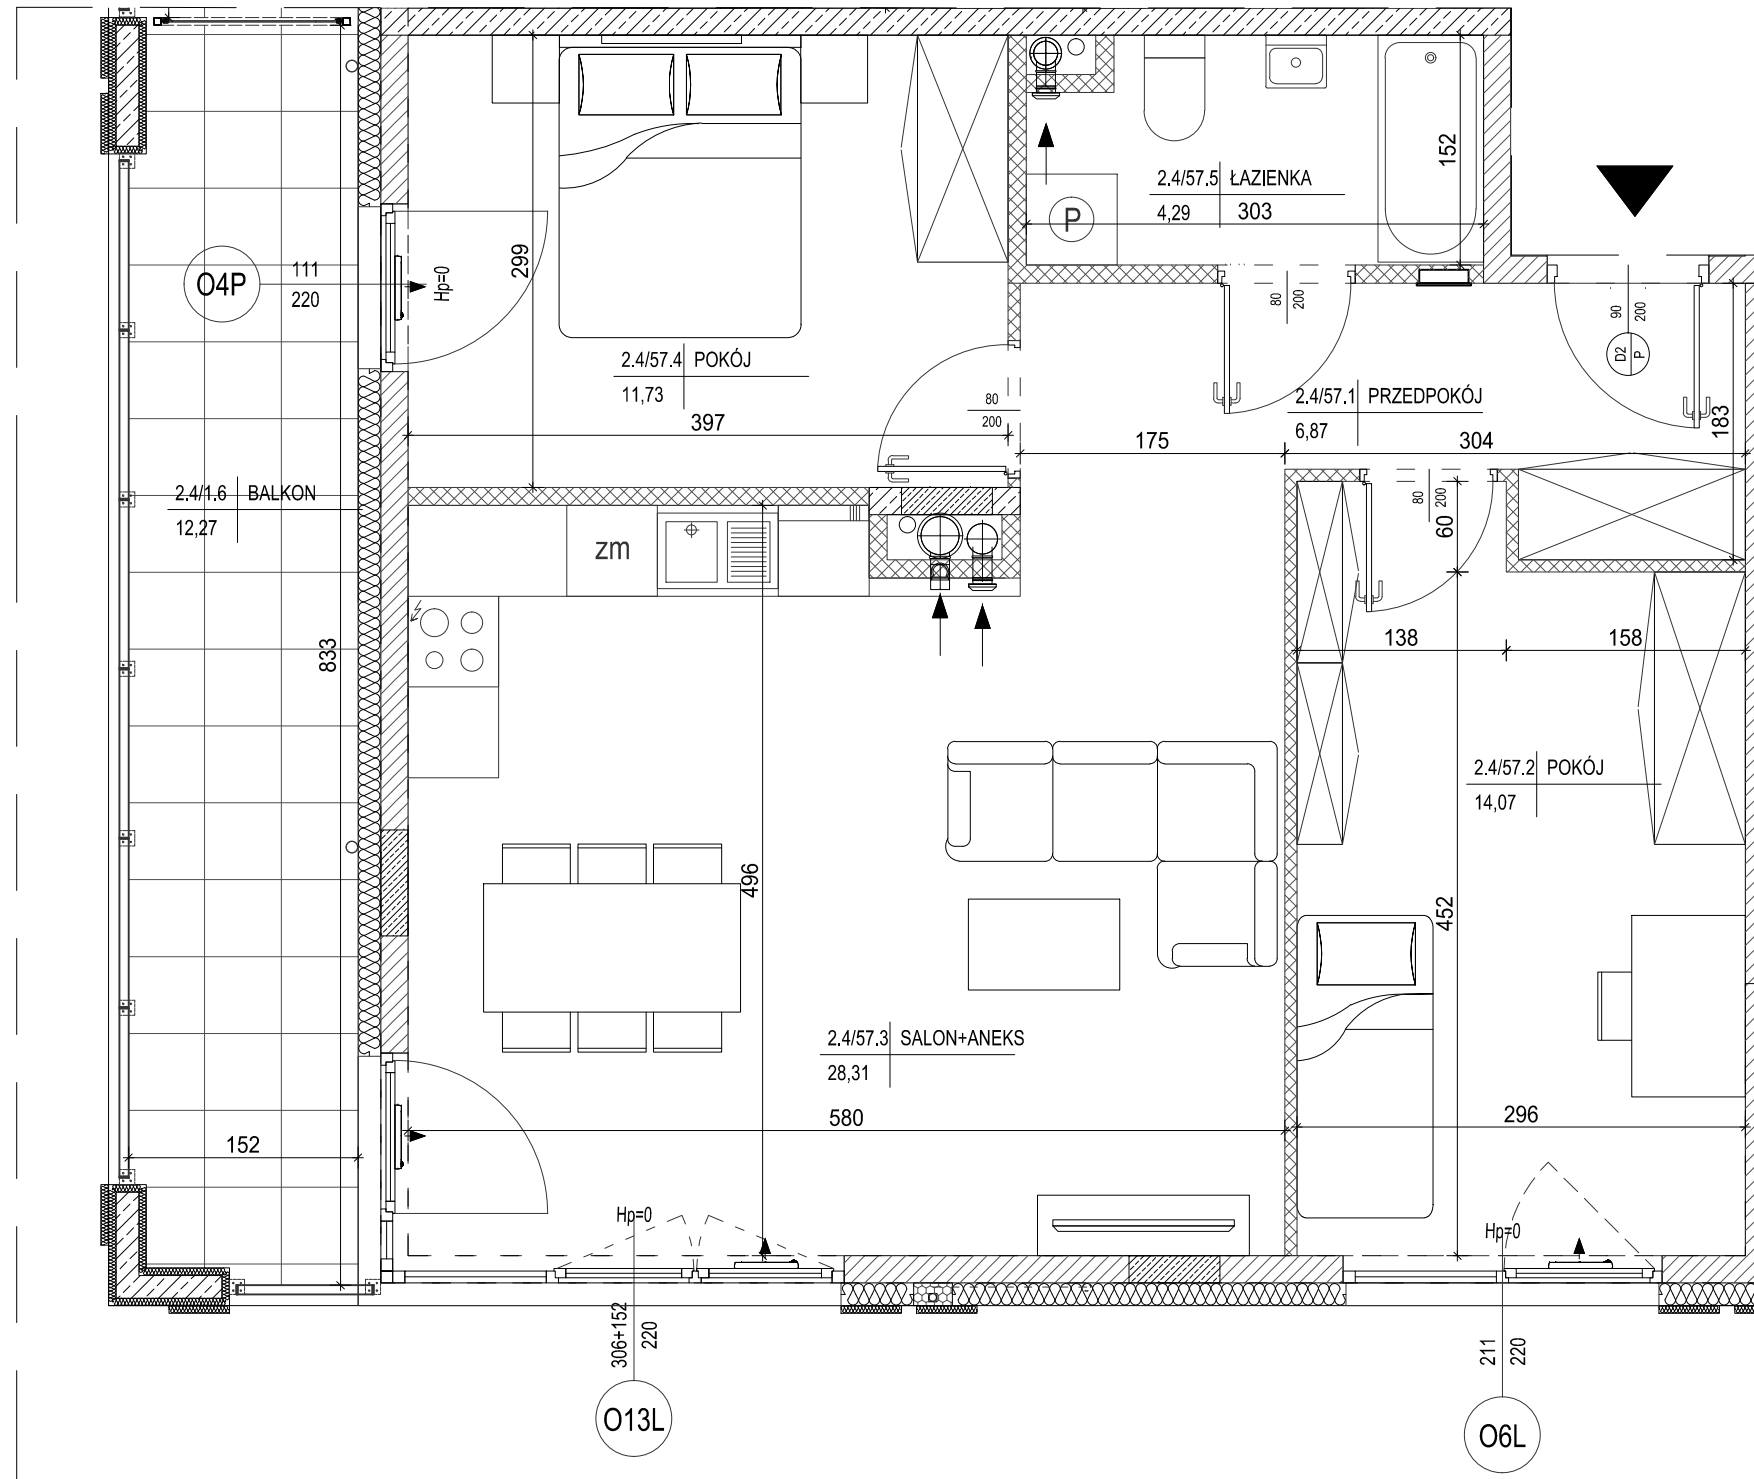 2.4/57.5 ŁAZIENKA
4,29
303
152
P
O4P
111
220
Hp=0
299
2.4/57.4 POKÓJ
11,73
397
80
200
80
200
90
200
D2
P
2.4/57.1 PRZEDPOKÓJ
6,87
183
175
304
2.4/1.6 BALKON
12,27
zm
80
200
60
833
138
158
2.4/57.2 POKÓJ
14,07
496
452
2.4/57.3 SALON+ANEKS
28,31
580
296
152
Hp=0
Hp=0
306+152
220
211
220
O13L
O6L